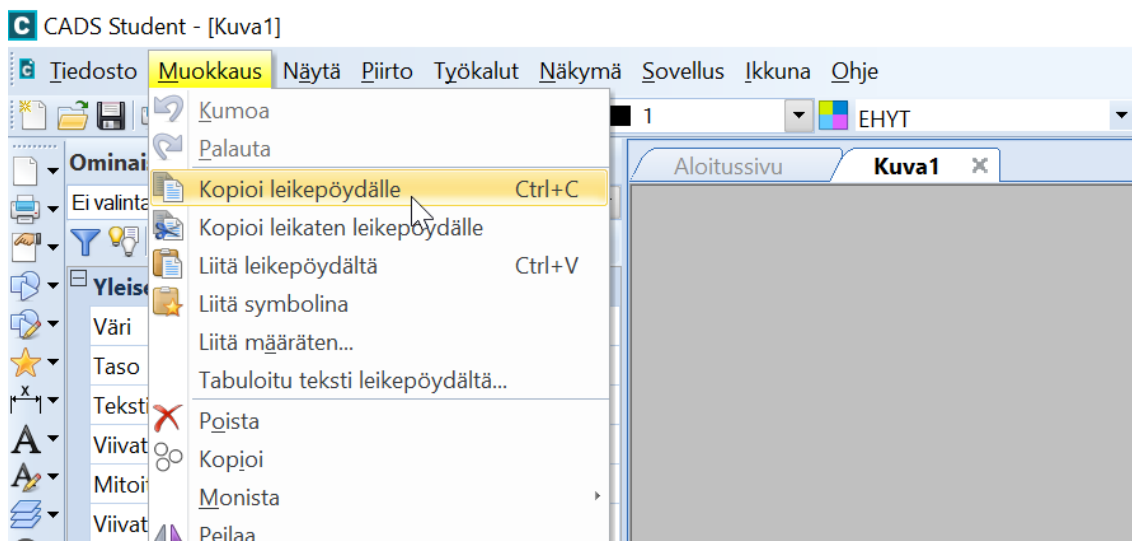 CADS Student - [Kuva1]
Tiedosto Muokkaus Näytä Piirto Työkalut Näkymä Sovellus Ikkuna Ohje
1 EHYT
Kumoa
Palauta
Kopioi leikepöydälle Ctrl+C
Kopioi leikaten leikepöydälle
Liitä leikepöydältä Ctrl+V
Liitä symbolina
Liitä määräten...
Tabuloitu teksti leikepöydältä...
Poista
Kopioi
Monista
Peilaa
Aloitussivu Kuva1
Ominai
Ei valinta
Yleis
Väri
Taso
Teksti
Viivat
Mitoi
Viivat